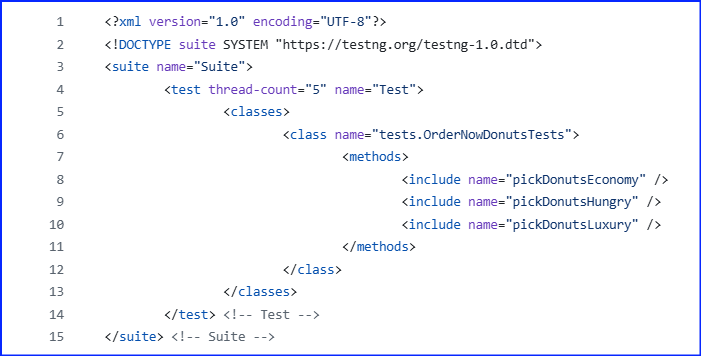 1 <?xml version="1.0" encoding="UTF-8"?>
2 <!DOCTYPE suite SYSTEM "https://testng.org/testng-1.0.dtd">
3 <suite name="Suite">
4 <test thread-count="5" name="Test">
5 <classes>
6 <class name="tests.OrderNowDonutsTests">
7 <methods>
8 <include name="pickDonutsEconomy" />
9 <include name="pickDonutsHungry" />
10 <include name="pickDonutsLuxury" />
11 </methods>
12 </class>
13 </classes>
14 </test> <!-- Test -->
15 </suite> <!-- Suite -->